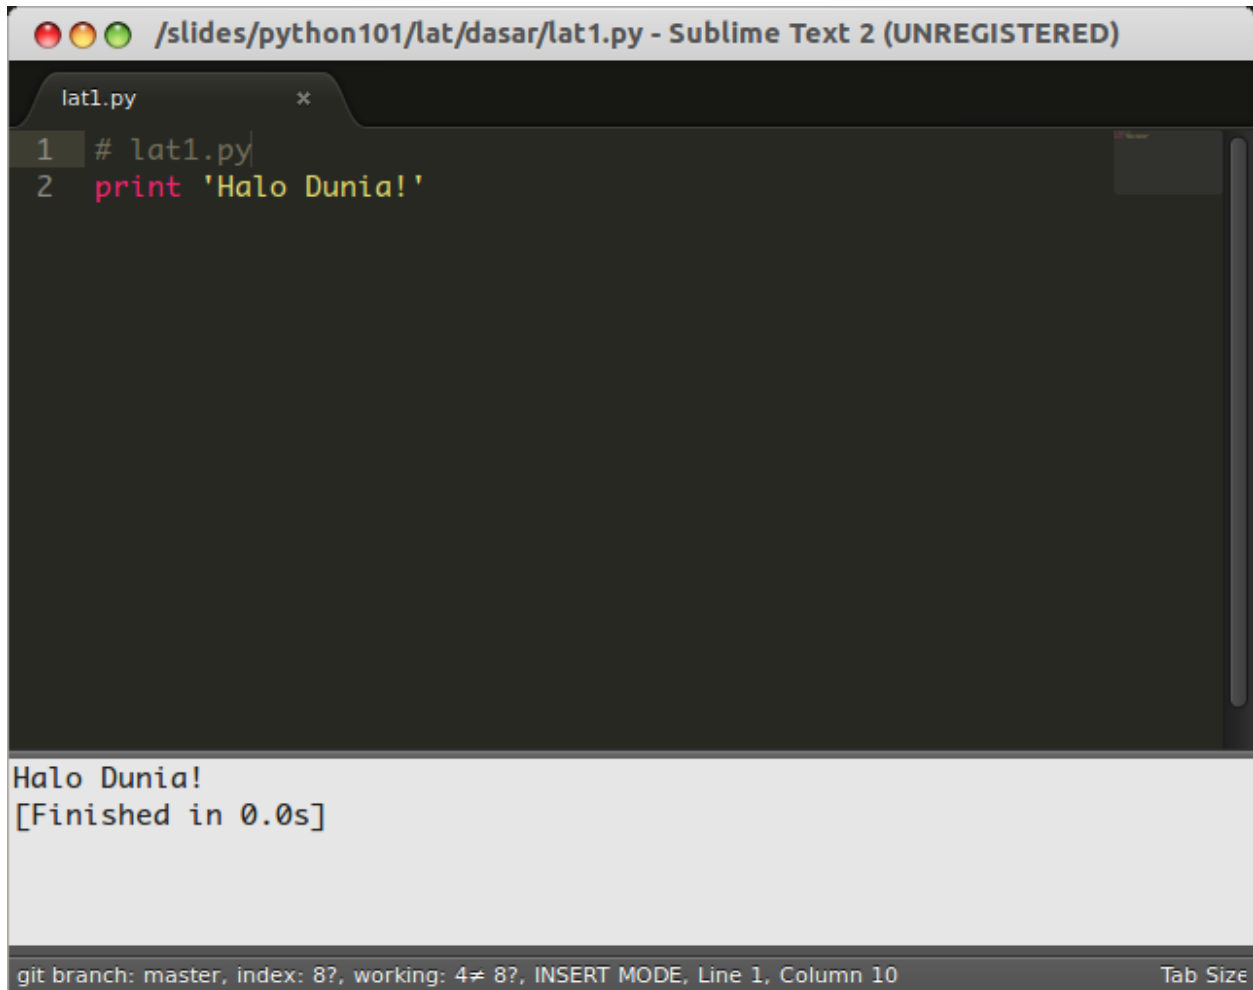 /slides/python101/lat/dasar/lat1.py - Sublime Text 2 (UNREGISTERED)
lat1.py ×
1 # lat1.py
2 print 'Halo Dunia!'
Halo Dunia!
[Finished in 0.0s]
git branch: master, index: 8?, working: 4≠ 8?, INSERT MODE, Line 1, Column 10 Tab Size